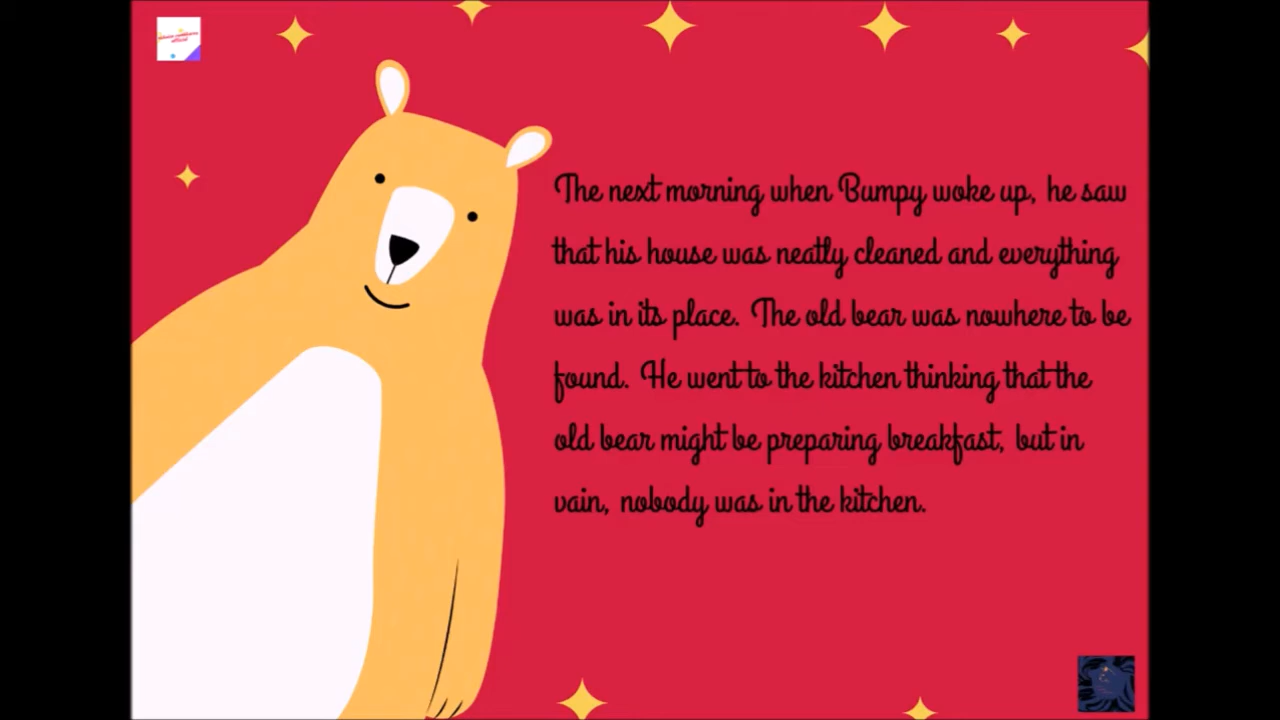 The next morning when Bumpy woke up, he saw
that his house was neatly cleaned and everything
was in its place. The old bear was nowhere to be
found. He went to the kitchen thinking that the
old bear might be preparing breakfast, but in
vain, nobody was in the kitchen.